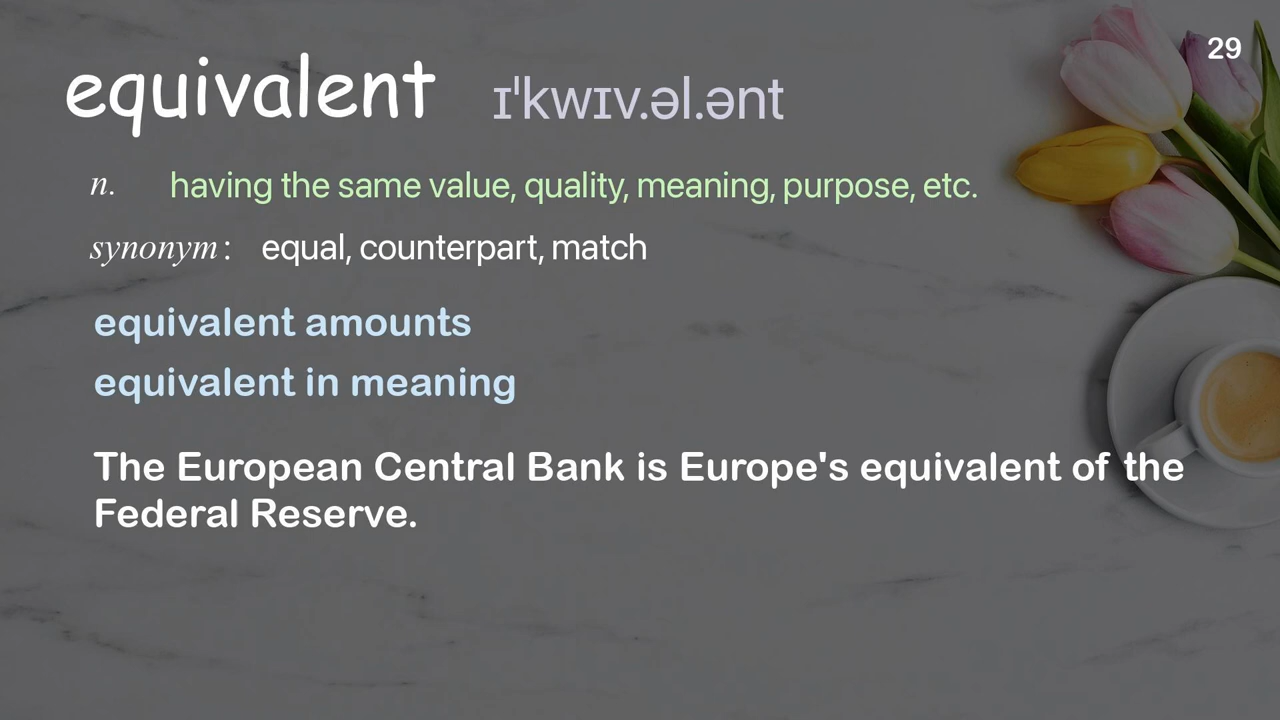 29
equivalent ɪˈkwɪv.əl.ənt
n. having the same value, quality, meaning, purpose, etc.
synonym: equal, counterpart, match
equivalent amounts
equivalent in meaning
The European Central Bank is Europe's equivalent of the
Federal Reserve.